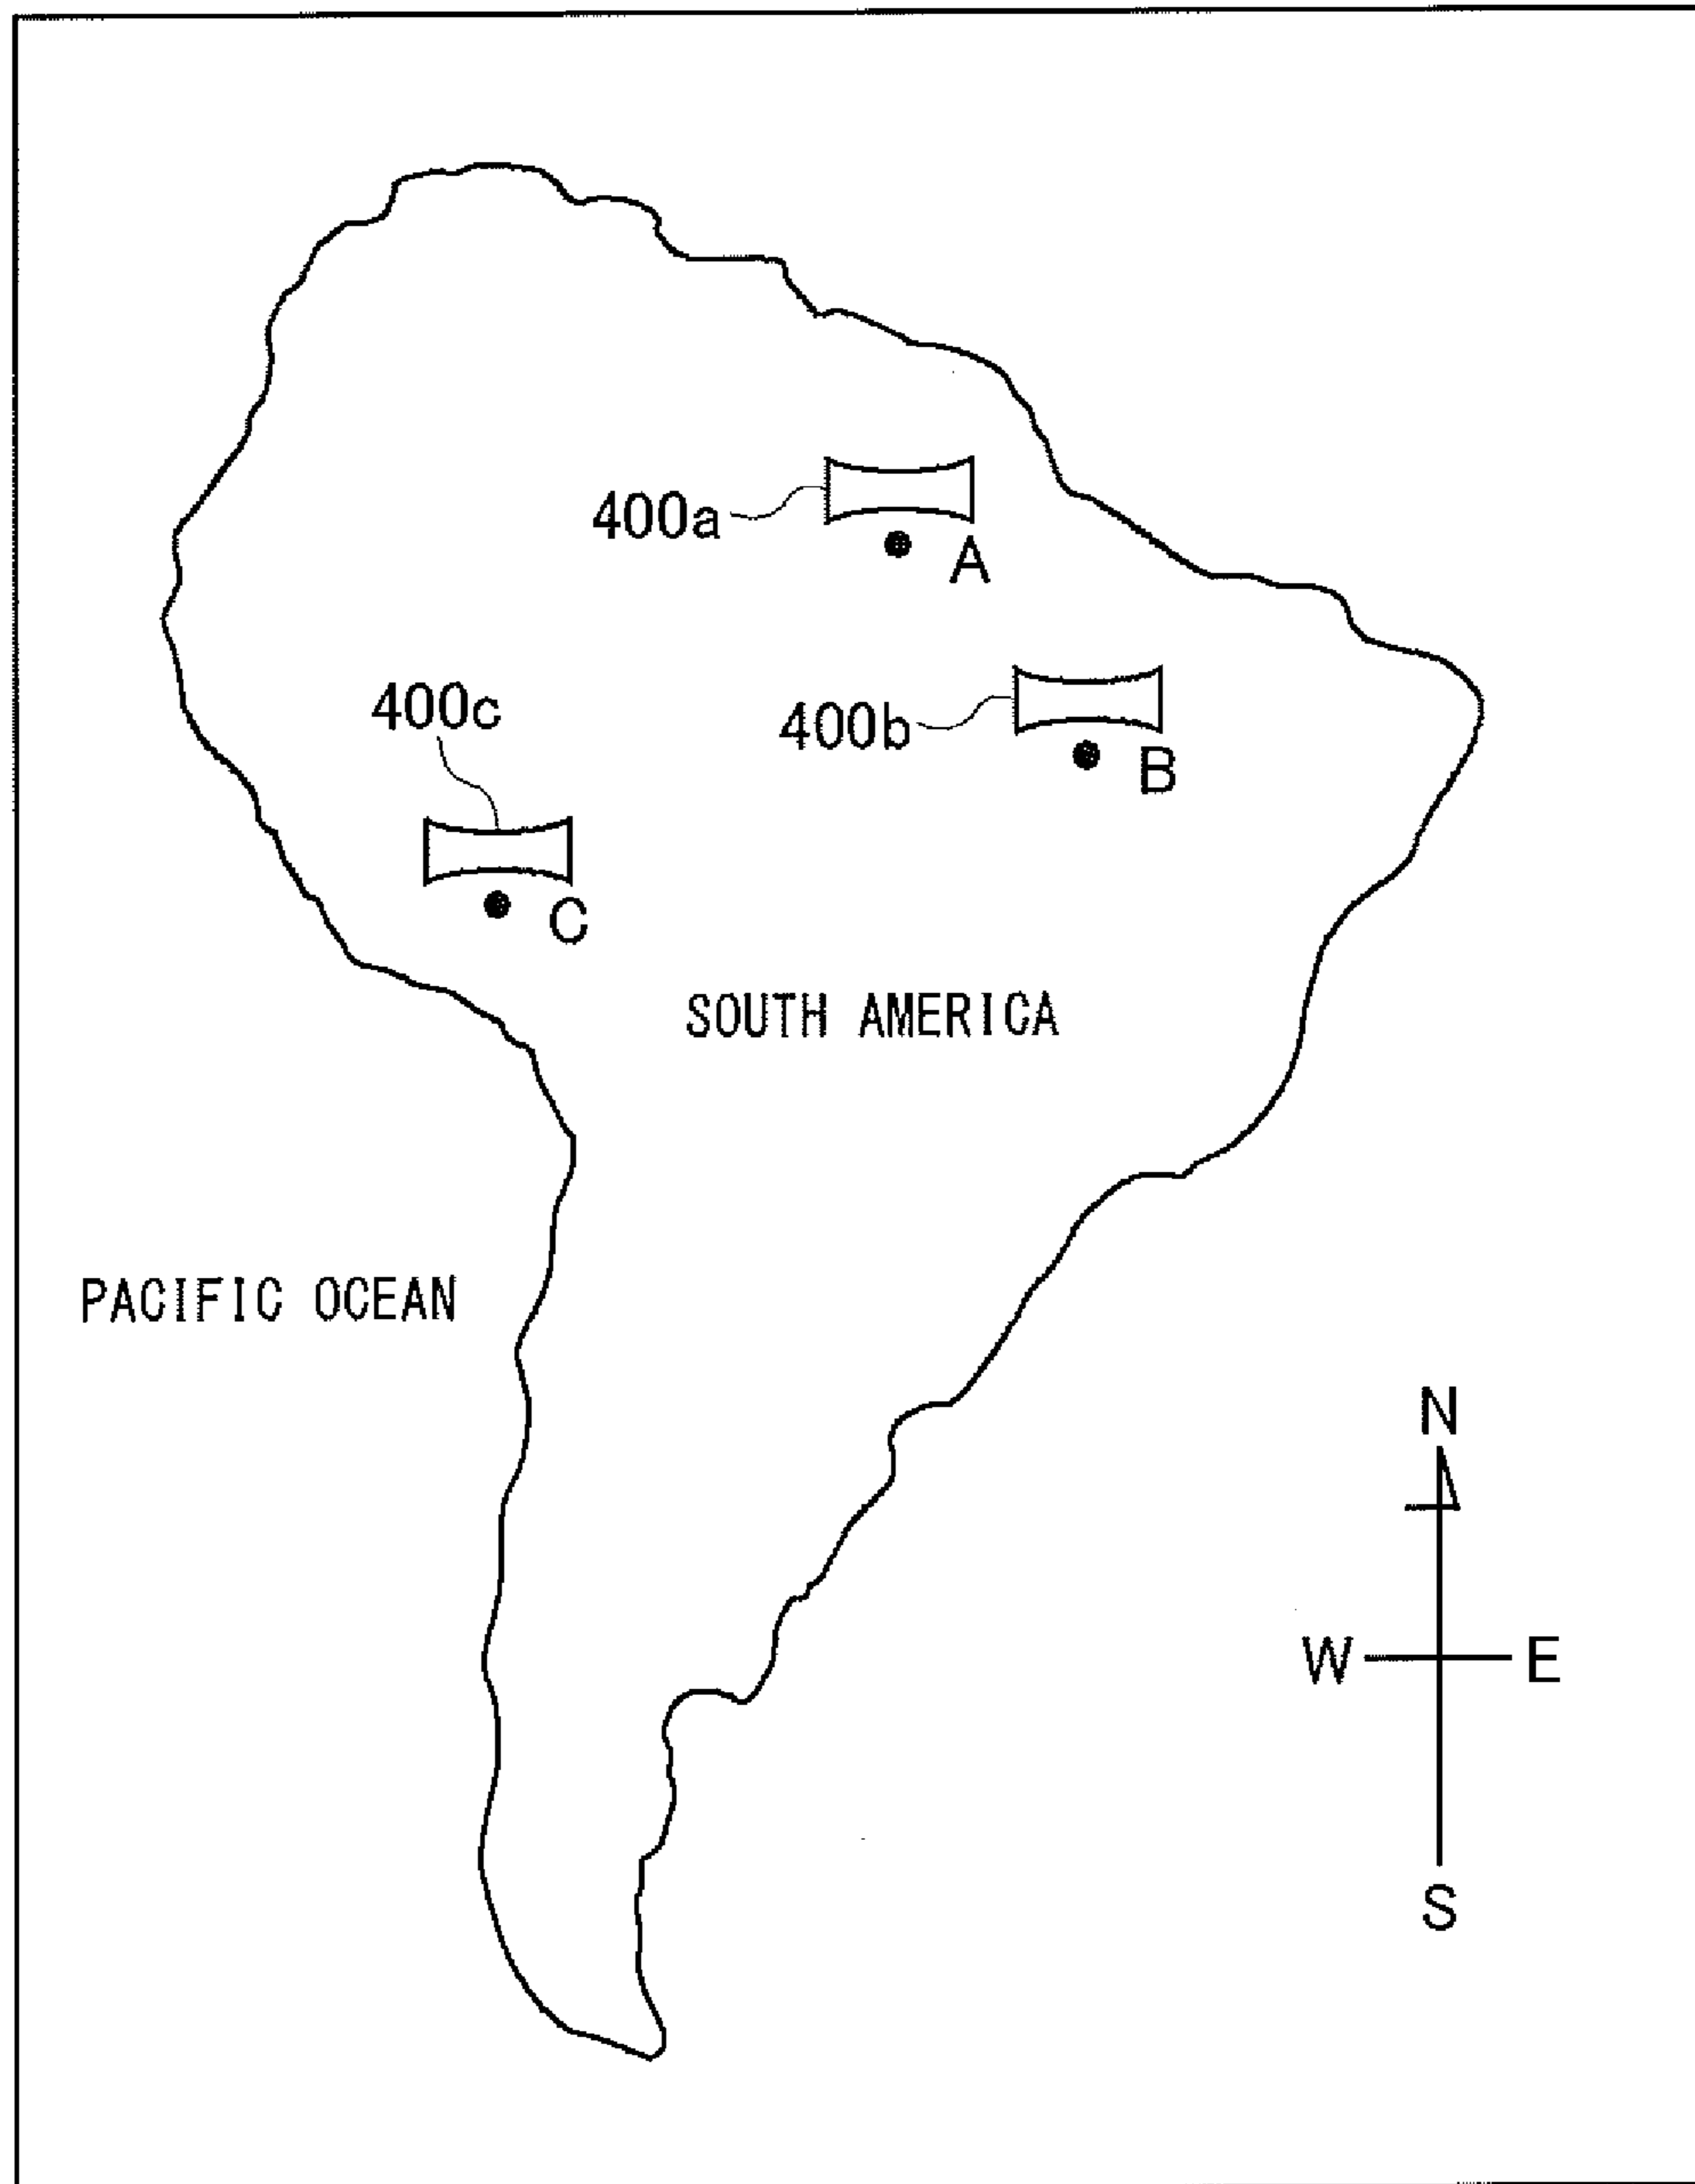 400a
A
400c
400b
B
C
SOUTH AMERICA
PACIFIC OCEAN
N
W E
S